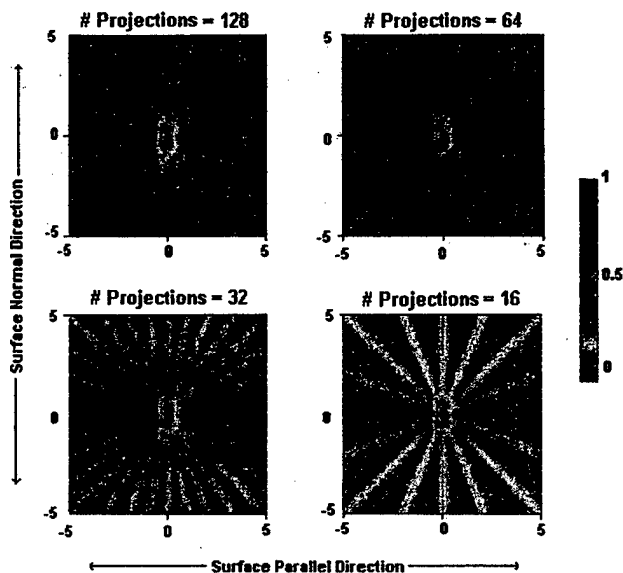 # Projections = 128
# Projections = 64
5
0
-5
-5 0 5
5
0
-5
-5 0 5
# Projections = 32
# Projections = 16
5
0
-5
-5 0 5
5
0
-5
-5 0 5
1
0.5
0
Surface Normal Direction
Surface Parallel Direction